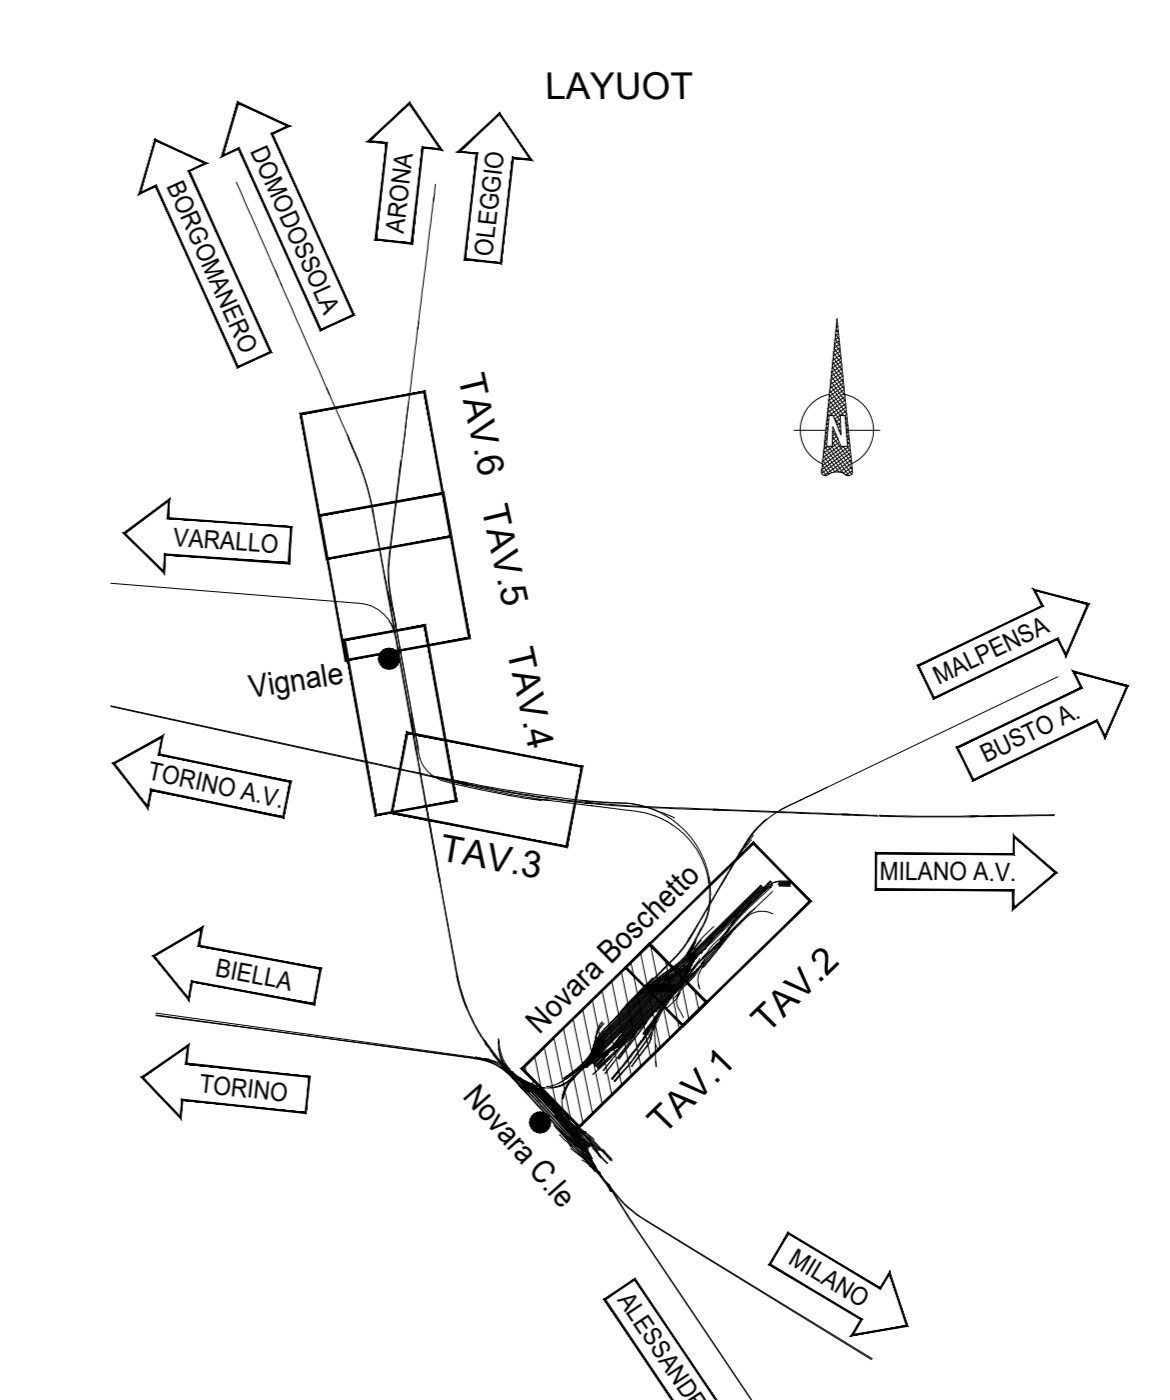 LAYUOT
BORGOMANERO
DOMODOSSOLA
ARONA
OLEGGIO
N
TAV.6
TAV.5
VARALLO
TAV.4
Vignale
MALPENSA
BUSTO A.
TORINO A.V.
TAV.3
MILANO A.V.
Novara Boschetto
TAV.2
BIELLA
TAV.1
TORINO
Novara C.le
MILANO
ALESSAND